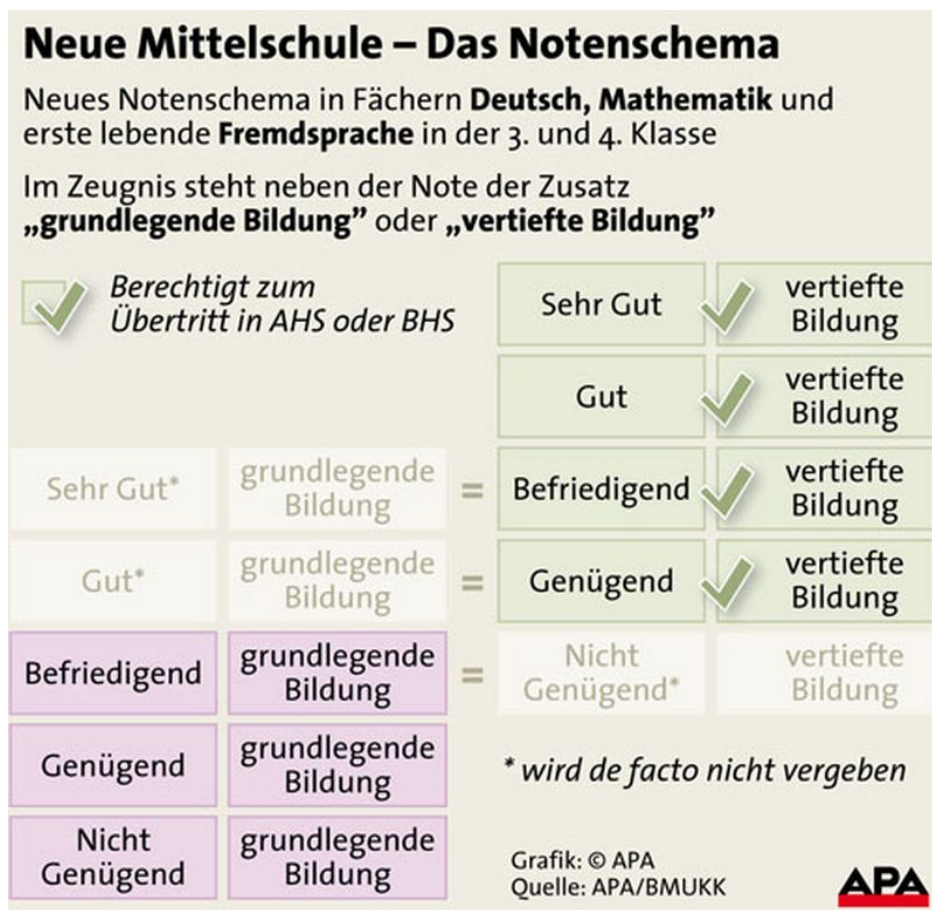 Neue Mittelschule – Das Notenschema
Neues Notenschema in Fächern Deutsch, Mathematik und
erste lebende Fremdsprache in der 3. und 4. Klasse
Im Zeugnis steht neben der Note der Zusatz
„grundlegende Bildung” oder „vertiefte Bildung”
Berechtigt zum
Übertritt in AHS oder BHS
Sehr Gut
vertiefte
Bildung
Gut
vertiefte
Bildung
Sehr Gut*
grundlegende
Bildung
=
Befriedigend
vertiefte
Bildung
Gut*
grundlegende
Bildung
=
Genügend
vertiefte
Bildung
Befriedigend
grundlegende
Bildung
=
Nicht
Genügend*
vertiefte
Bildung
Genügend
grundlegende
Bildung
* wird de facto nicht vergeben
Nicht
Genügend
grundlegende
Bildung
Grafik: © APA
Quelle: APA/BMUKK
APA